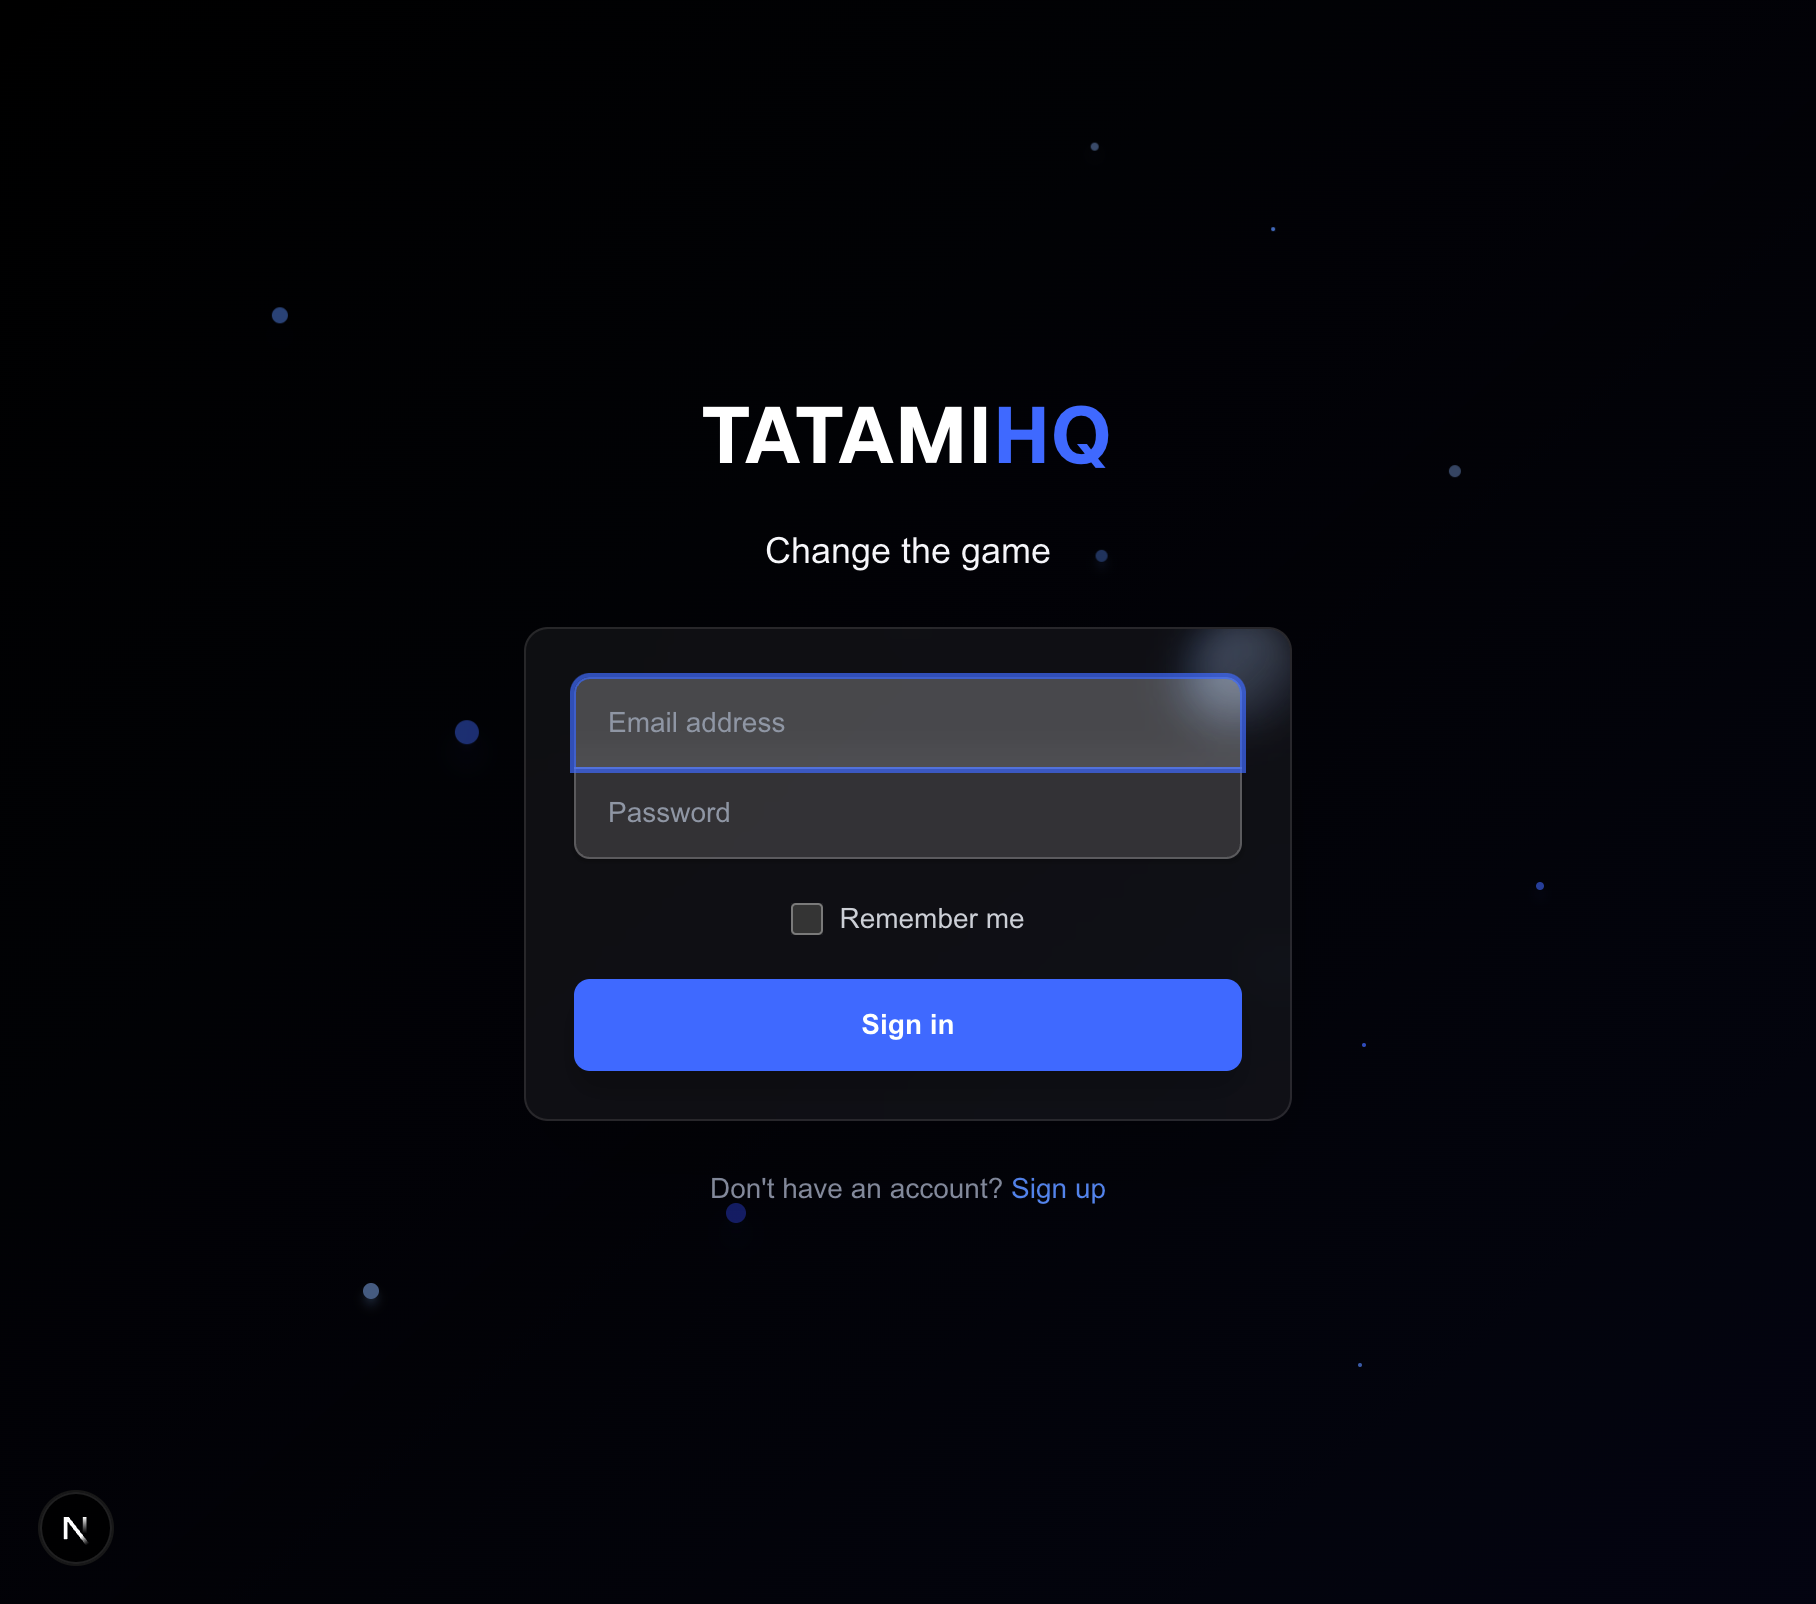 TATAMIHQ
Change the game
Email address
Password
Remember me
Sign in
Don't have an account? Sign up
N